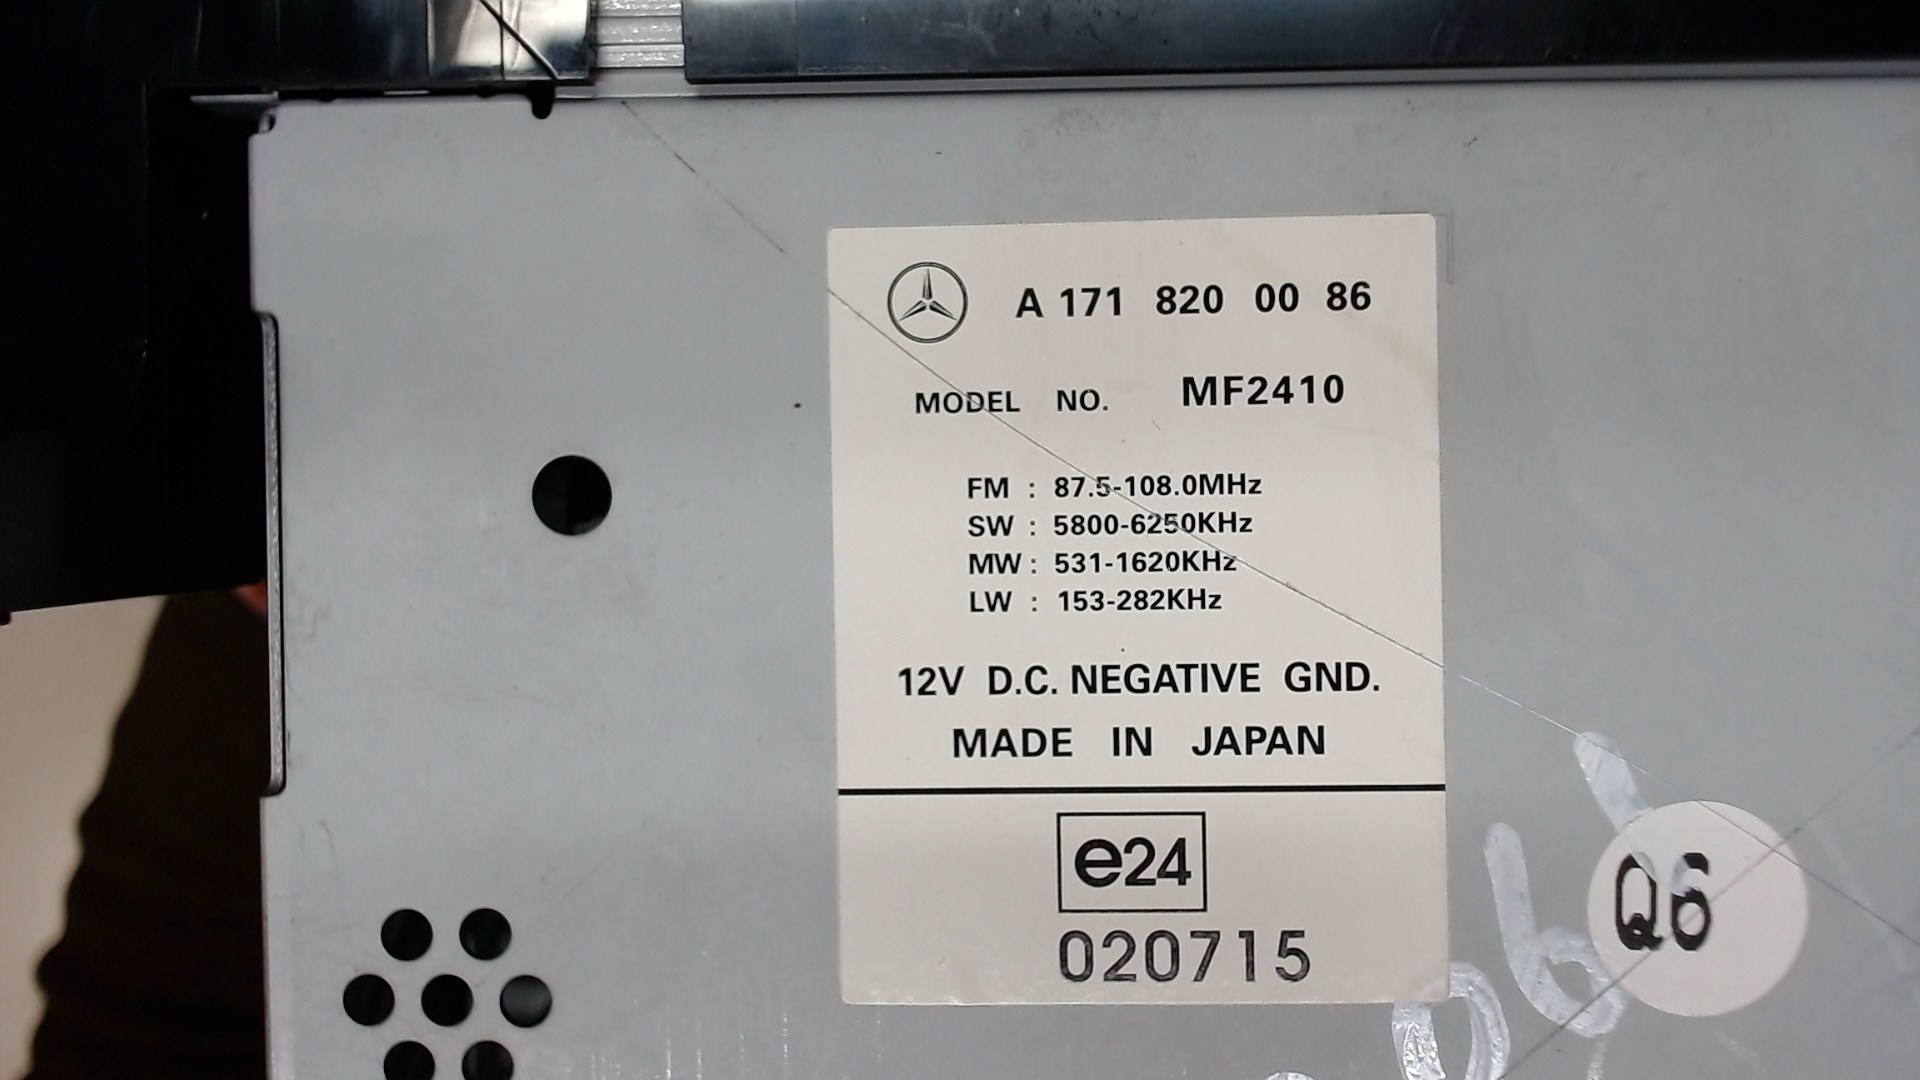 A 171 820 00 86
MODEL NO. MF2410
FM : 87.5-108.0MHz
SW : 5800-6250KHz
MW : 531-1620KHz
LW : 153-282KHz
12V D.C. NEGATIVE GND.
MADE IN JAPAN
e24
020715
Q6